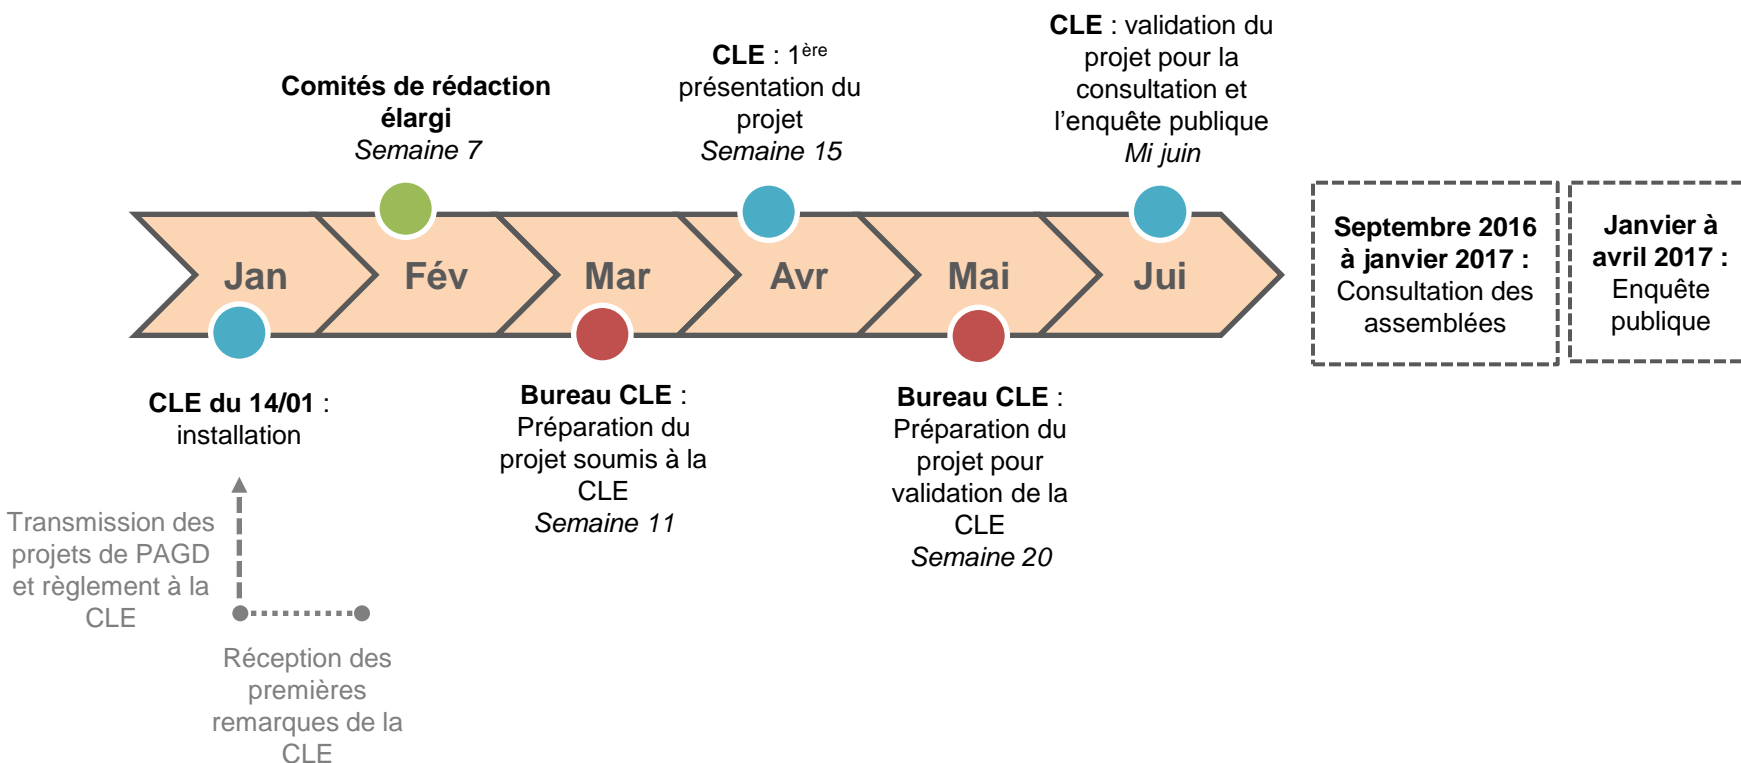 CLE : validation du
projet pour la
consultation et
l’enquête publique
Mi juin
CLE : 1ère
présentation du
projet
Semaine 15
Comités de rédaction
élargi
Semaine 7
Jan
Fév
Mar
Avr
Mai
Jui
Septembre 2016
à janvier 2017 :
Consultation des
assemblées
Janvier à
avril 2017 :
Enquête
publique
CLE du 14/01 :
installation
Bureau CLE :
Préparation du
projet soumis à la
CLE
Semaine 11
Bureau CLE :
Préparation du
projet pour
validation de la
CLE
Semaine 20
Transmission des
projets de PAGD
et règlement à la
CLE
Réception des
premières
remarques de la
CLE